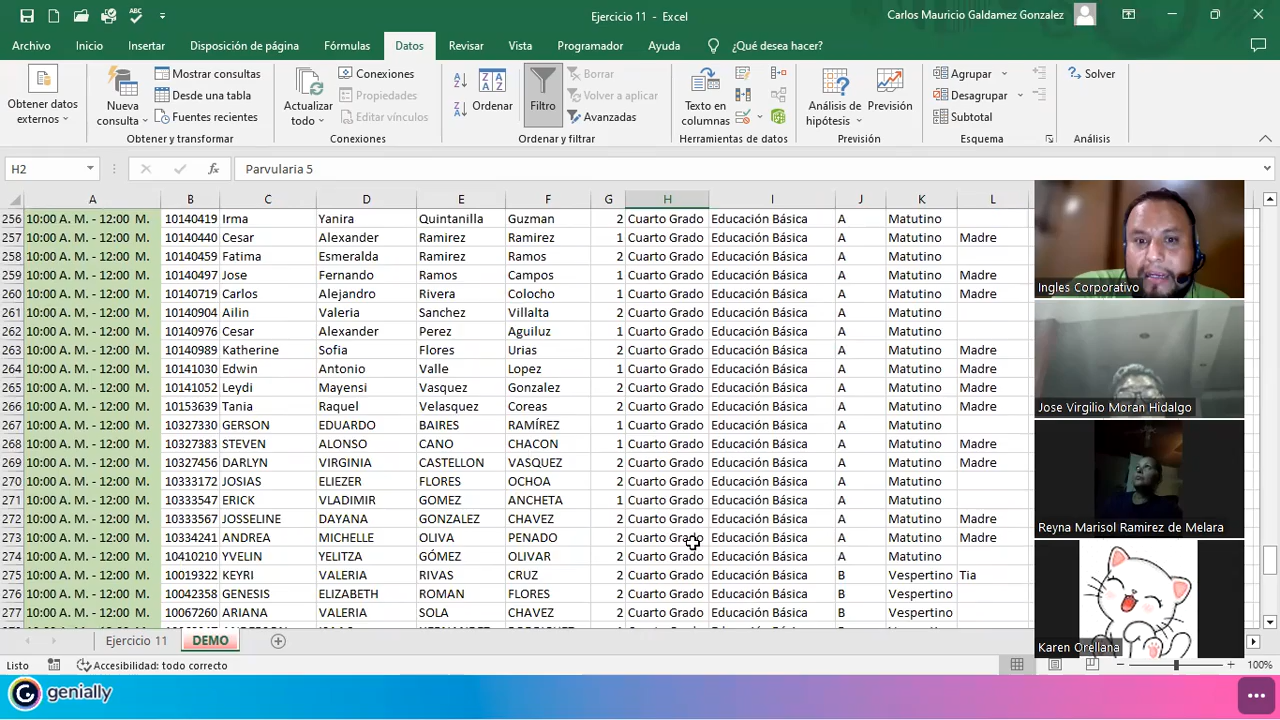 Ejercicio 11 - Excel
Carlos Mauricio Galdamez Gonzalez
Archivo Inicio Insertar Disposición de página Fórmulas Datos Revisar Vista Programador Ayuda ¿Qué desea hacer?
Obtener datos externos
Nueva consulta
Mostrar consultas
Desde una tabla
Fuentes recientes
Obtener y transformar
Actualizar todo
Conexiones
Propiedades
Editar vínculos
Conexiones
Ordenar
Filtro
Borrar
Volver a aplicar
Avanzadas
Ordenar y filtrar
Texto en columnas
Herramientas de datos
Análisis de hipótesis
Previsión
Previsión
Agrupar
Desagrupar
Subtotal
Esquema
Solver
Análisis
H2 fx Parvularia 5
A B C D E F G H I J K L
256 10:00 A. M. - 12:00 M. 10140419 Irma Yanira Quintanilla Guzman 2 Cuarto Grado Educación Básica A Matutino
257 10:00 A. M. - 12:00 M. 10140440 Cesar Alexander Ramirez Ramirez 1 Cuarto Grado Educación Básica A Matutino Madre
258 10:00 A. M. - 12:00 M. 10140459 Fatima Esmeralda Ramirez Ramos 2 Cuarto Grado Educación Básica A Matutino
259 10:00 A. M. - 12:00 M. 10140497 Jose Fernando Ramos Campos 1 Cuarto Grado Educación Básica A Matutino Madre
260 10:00 A. M. - 12:00 M. 10140719 Carlos Alejandro Rivera Colocho 1 Cuarto Grado Educación Básica A Matutino Madre
261 10:00 A. M. - 12:00 M. 10140904 Ailin Valeria Sanchez Villalta 2 Cuarto Grado Educación Básica A Matutino
262 10:00 A. M. - 12:00 M. 10140976 Cesar Alexander Perez Aguiluz 1 Cuarto Grado Educación Básica A Matutino
263 10:00 A. M. - 12:00 M. 10140989 Katherine Sofia Flores Urias 2 Cuarto Grado Educación Básica A Matutino Madre
264 10:00 A. M. - 12:00 M. 10141030 Edwin Antonio Valle Lopez 1 Cuarto Grado Educación Básica A Matutino Madre
265 10:00 A. M. - 12:00 M. 10141052 Leydi Mayensi Vasquez Gonzalez 2 Cuarto Grado Educación Básica A Matutino Madre
266 10:00 A. M. - 12:00 M. 10153639 Tania Raquel Velasquez Coreas 2 Cuarto Grado Educación Básica A Matutino Madre
267 10:00 A. M. - 12:00 M. 10327330 GERSON EDUARDO BAIRES RAMÍREZ 1 Cuarto Grado Educación Básica A Matutino
268 10:00 A. M. - 12:00 M. 10327383 STEVEN ALONSO CANO CHACON 1 Cuarto Grado Educación Básica A Matutino Madre
269 10:00 A. M. - 12:00 M. 10327456 DARLYN VIRGINIA CASTELLON VASQUEZ 2 Cuarto Grado Educación Básica A Matutino Madre
270 10:00 A. M. - 12:00 M. 10333172 JOSIAS ELIEZER FLORES OCHOA 2 Cuarto Grado Educación Básica A Matutino
271 10:00 A. M. - 12:00 M. 10333547 ERICK VLADIMIR GOMEZ ANCHETA 1 Cuarto Grado Educación Básica A Matutino
272 10:00 A. M. - 12:00 M. 10333567 JOSSELINE DAYANA GONZALEZ CHAVEZ 2 Cuarto Grado Educación Básica A Matutino Madre
273 10:00 A. M. - 12:00 M. 10334241 ANDREA MICHELLE OLIVA PENADO 2 Cuarto Grado Educación Básica A Matutino Madre
274 10:00 A. M. - 12:00 M. 10410210 YVELIN YELITZA GÓMEZ OLIVAR 2 Cuarto Grado Educación Básica A Matutino
275 10:00 A. M. - 12:00 M. 10019322 KEYRI VALERIA RIVAS CRUZ 2 Cuarto Grado Educación Básica B Vespertino Tia
276 10:00 A. M. - 12:00 M. 10042358 GENESIS ELIZABETH ROMAN FLORES 2 Cuarto Grado Educación Básica B Vespertino
277 10:00 A. M. - 12:00 M. 10067260 ARIANA VALERIA SOLA CHAVEZ 2 Cuarto Grado Educación Básica B Vespertino
Ingles Corporativo
Jose Virgilio Moran Hidalgo
Reyna Marisol Ramirez de Melara
Karen Orellana
Ejercicio 11 DEMO
Listo Accesibilidad: todo correcto 100%
genially